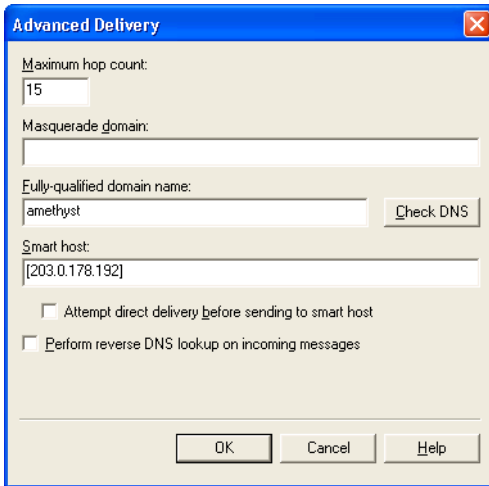 Advanced Delivery
Maximum hop count:
15
Masquerade domain:
Fully-qualified domain name:
amethyst
Check DNS
Smart host:
[203.0.178.192]
Attempt direct delivery before sending to smart host
Perform reverse DNS lookup on incoming messages
OK Cancel Help